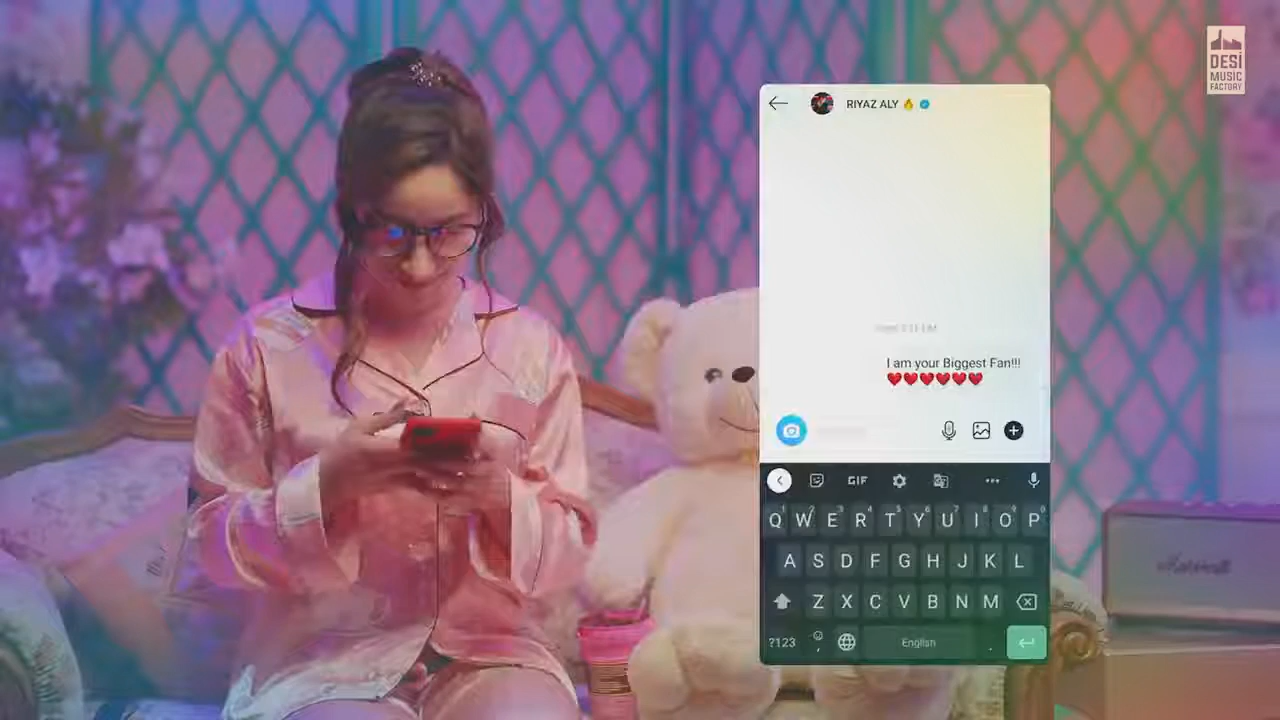 DESİ
MUSIC
FACTORY
RIYAZ ALY 🔥
I am your Biggest Fan!!!
❤️❤️❤️❤️❤️❤️
GIF
Q W E R T Y U I O P
A S D F G H J K L
Z X C V B N M
?123 , English .